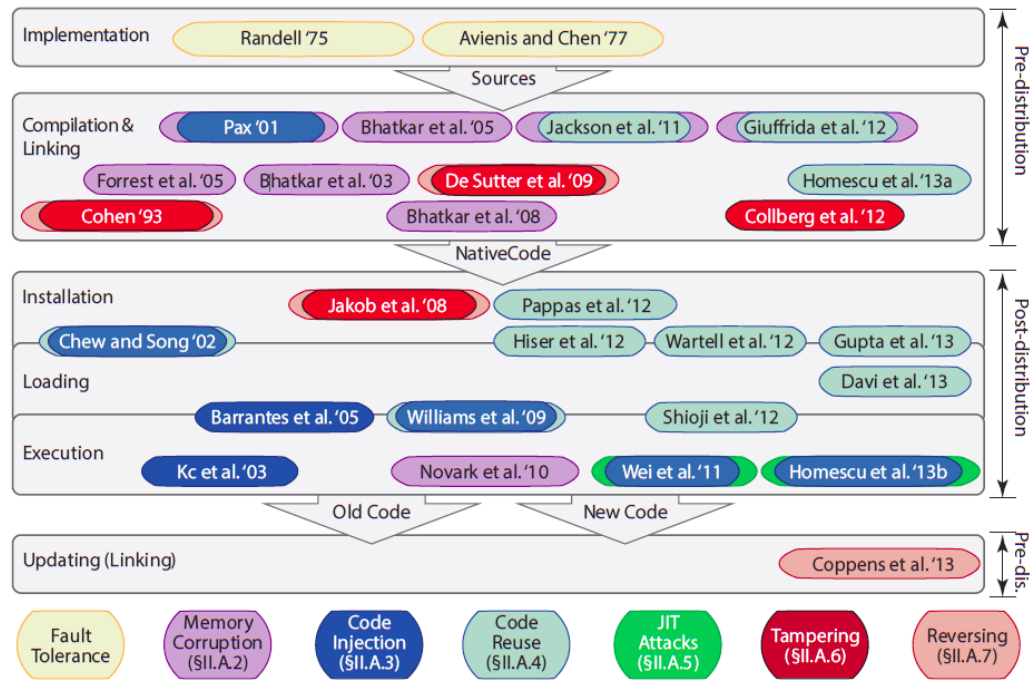 Implementation
Randell '75
Avienis and Chen '77
Sources
Pre-distribution
Compilation &
Linking
Pax '01
Bhatkar et al. '05
Jackson et al. '11
Giuffrida et al. '12
Forrest et al. '05
Bhatkar et al. '03
De Sutter et al. '09
Homescu et al. '13a
Cohen '93
Bhatkar et al. '08
Collberg et al. '12
NativeCode
Installation
Jakob et al. '08
Pappas et al. '12
Post-distribution
Chew and Song '02
Hiser et al. '12
Wartell et al. '12
Gupta et al. '13
Loading
Davi et al. '13
Barrantes et al. '05
Williams et al. '09
Shioji et al. '12
Execution
Kc et al. '03
Novark et al. '10
Wei et al. '11
Homescu et al. '13b
Old Code
New Code
Updating (Linking)
Coppens et al. '13
Pre-dis.
Fault
Tolerance
Memory
Corruption
(§II.A.2)
Code
Injection
(§II.A.3)
Code
Reuse
(§II.A.4)
JIT
Attacks
(§II.A.5)
Tampering
(§II.A.6)
Reversing
(§II.A.7)